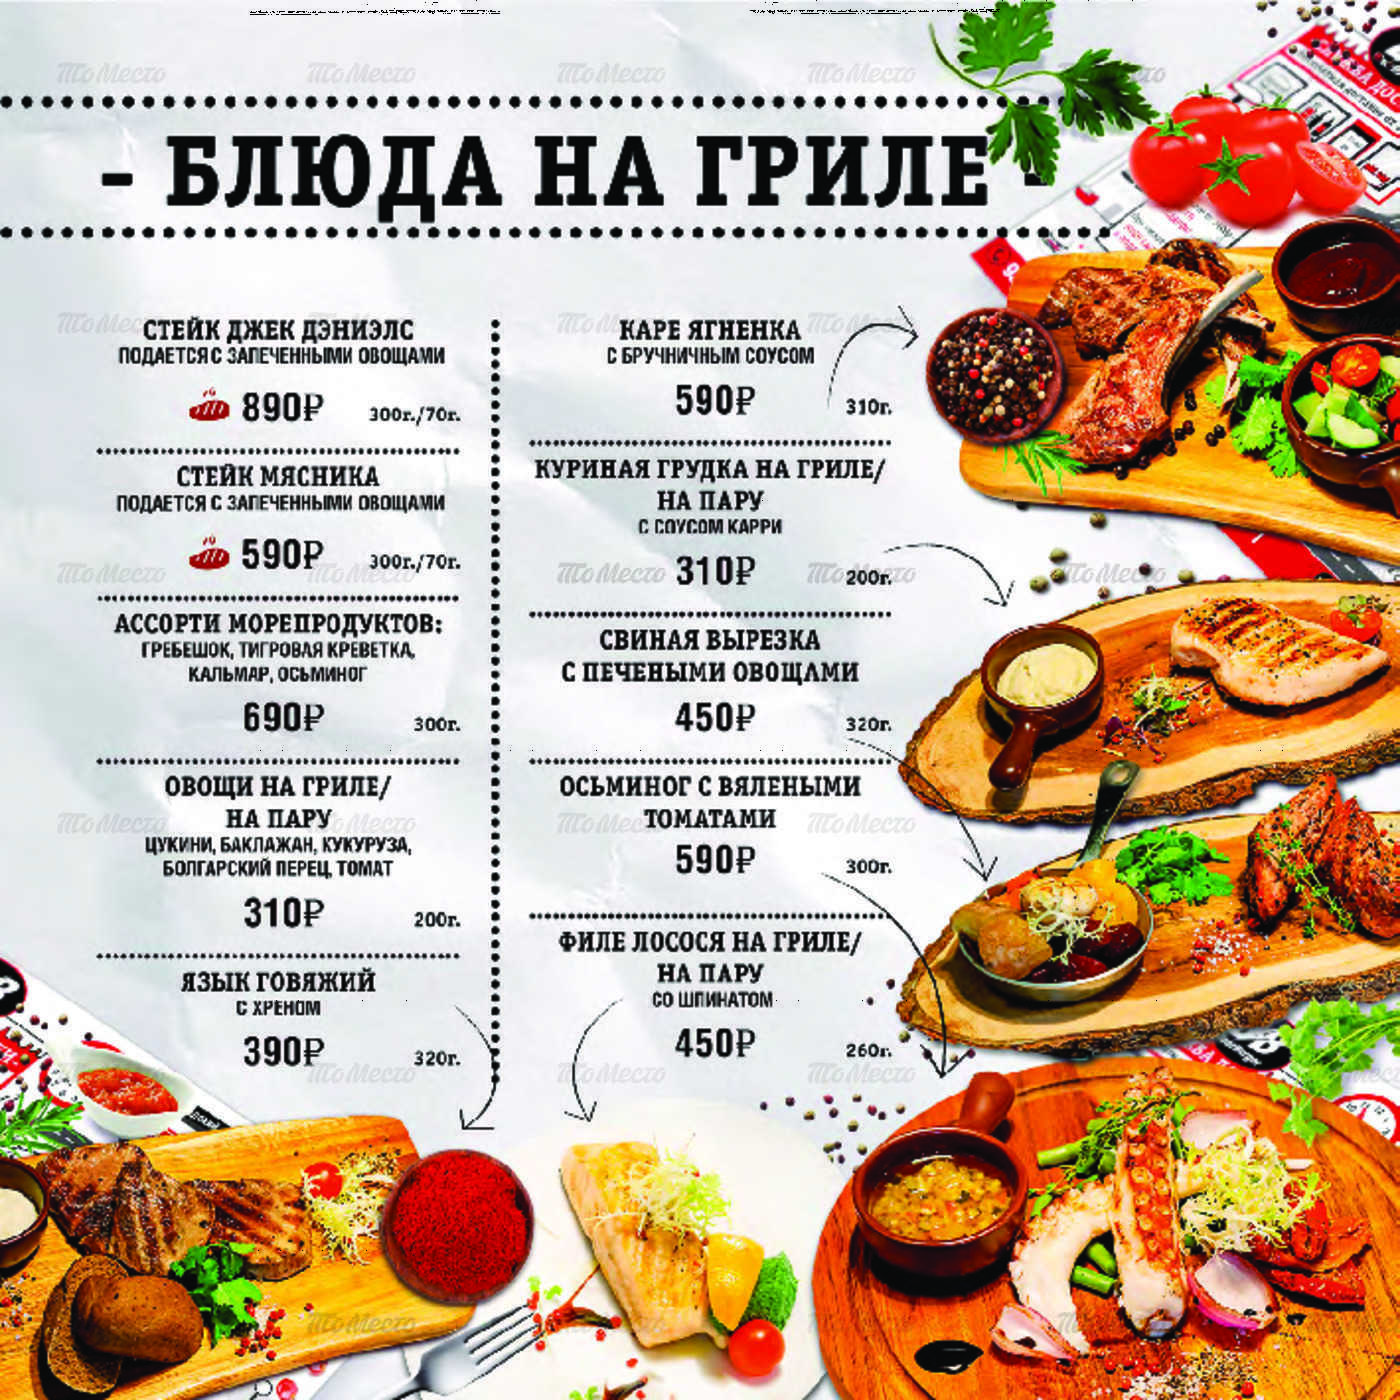 - БЛЮДА НА ГРИЛЕ -
СТЕЙК ДЖЕК ДЭНИЭЛС
ПОДАЕТСЯ С ЗАПЕЧЕННЫМИ ОВОЩАМИ
890₽ 300г./70г.
СТЕЙК МЯСНИКА
ПОДАЕТСЯ С ЗАПЕЧЕННЫМИ ОВОЩАМИ
590₽ 300г./70г.
АССОРТИ МОРЕПРОДУКТОВ:
ГРЕБЕШОК, ТИГРОВАЯ КРЕВЕТКА,
КАЛЬМАР, ОСЬМИНОГ
690₽ 300г.
ОВОЩИ НА ГРИЛЕ/
НА ПАРУ
ЦУКИНИ, БАКЛАЖАН, КУКУРУЗА,
БОЛГАРСКИЙ ПЕРЕЦ, ТОМАТ
310₽ 200г.
ЯЗЫК ГОВЯЖИЙ
С ХРЕНОМ
390₽ 320г.
КАРЕ ЯГНЕНКА
С БРУЧНИЧНЫМ СОУСОМ
590₽ 310г.
КУРИНАЯ ГРУДКА НА ГРИЛЕ/
НА ПАРУ
С СОУСОМ КАРРИ
310₽ 200г.
СВИНАЯ ВЫРЕЗКА
С ПЕЧЕНЫМИ ОВОЩАМИ
450₽ 320г.
ОСЬМИНОГ С ВЯЛЕНЫМИ
ТОМАТАМИ
590₽ 300г.
ФИЛЕ ЛОСОСЯ НА ГРИЛЕ/
НА ПАРУ
СО ШПИНАТОМ
450₽ 260г.
ТоМесто